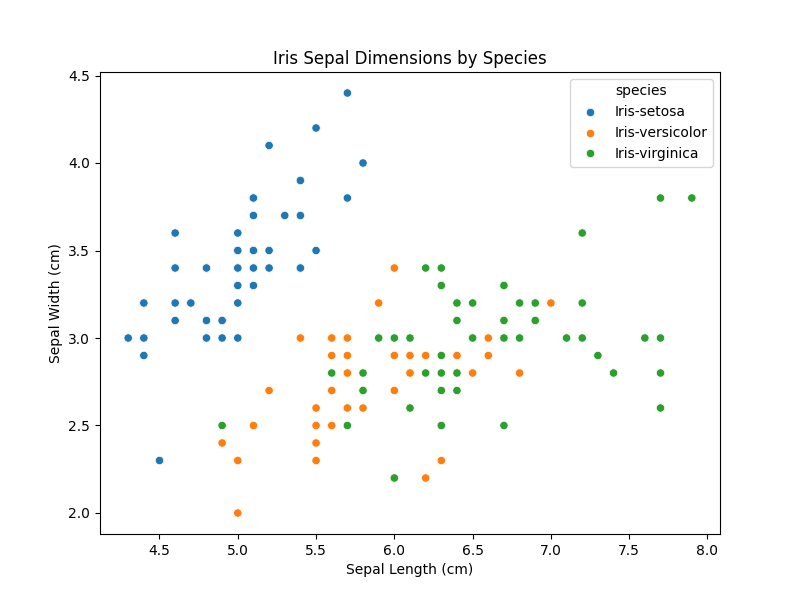 Iris Sepal Dimensions by Species
species
Iris-setosa
Iris-versicolor
Iris-virginica
Sepal Width (cm)
4.5
4.0
3.5
3.0
2.5
2.0
4.5 5.0 5.5 6.0 6.5 7.0 7.5 8.0
Sepal Length (cm)